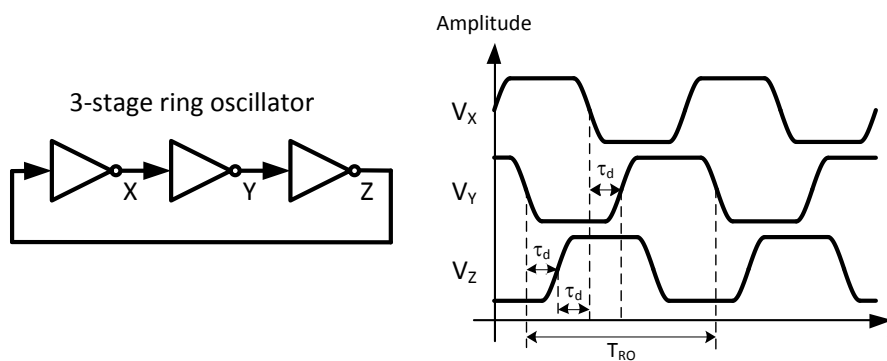 Amplitude
3-stage ring oscillator
X
Y
Z
V_X
V_Y
V_Z
τ_d
τ_d
τ_d
T_RO